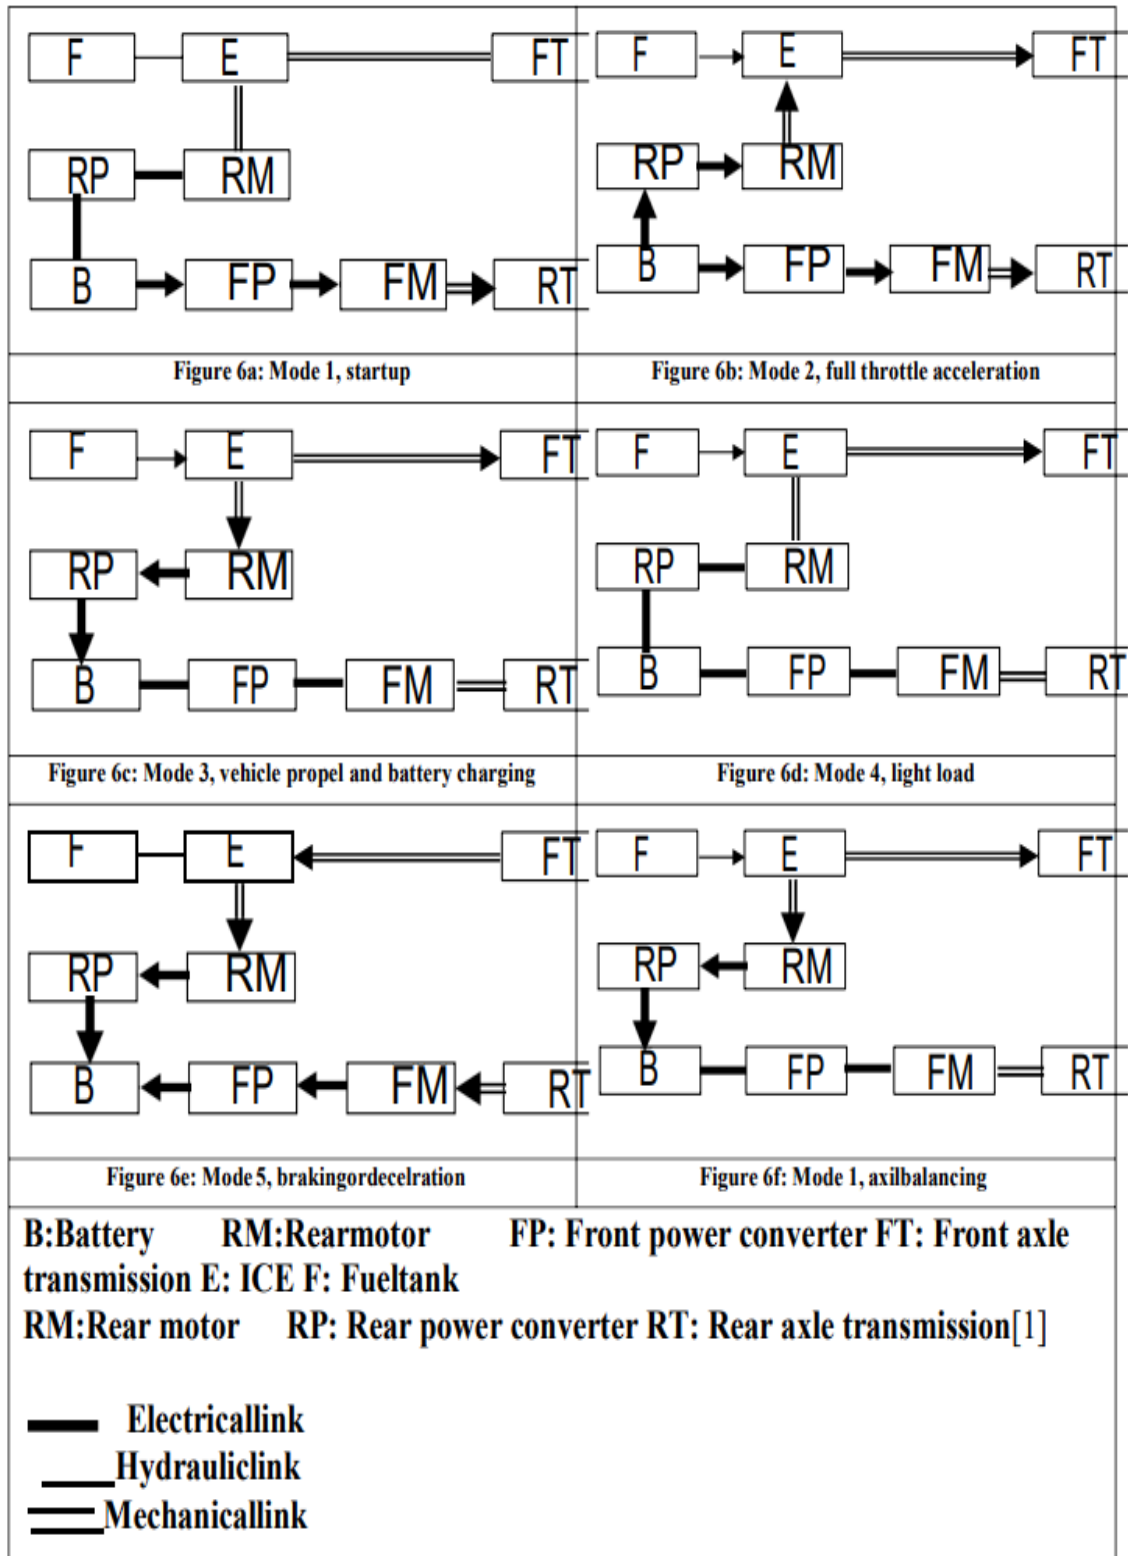 F E FT
RP RM
B FP FM RT
Figure 6a: Mode 1, startup
F E FT
RP RM
B FP FM RT
Figure 6b: Mode 2, full throttle acceleration
F E FT
RP RM
B FP FM RT
Figure 6c: Mode 3, vehicle propel and battery charging
F E FT
RP RM
B FP FM RT
Figure 6d: Mode 4, light load
F E FT
RP RM
B FP FM RT
Figure 6e: Mode 5, brakingordecelration
F E FT
RP RM
B FP FM RT
Figure 6f: Mode 1, axilbalancing
B:Battery RM:Rearmotor FP: Front power converter FT: Front axle
transmission E: ICE F: Fueltank
RM:Rear motor RP: Rear power converter RT: Rear axle transmission[1]
Electricallink
Hydrauliclink
Mechanicallink